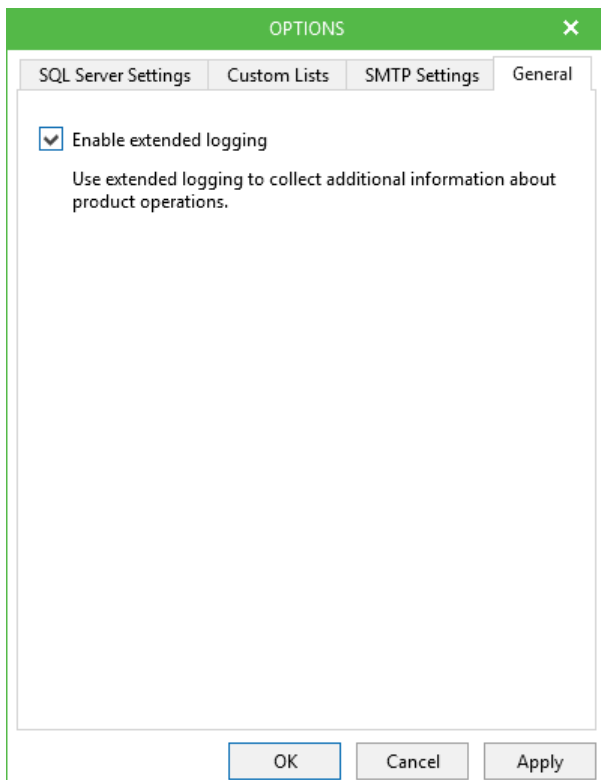 OPTIONS
SQL Server Settings Custom Lists SMTP Settings General
Enable extended logging
Use extended logging to collect additional information about
product operations.
OK Cancel Apply